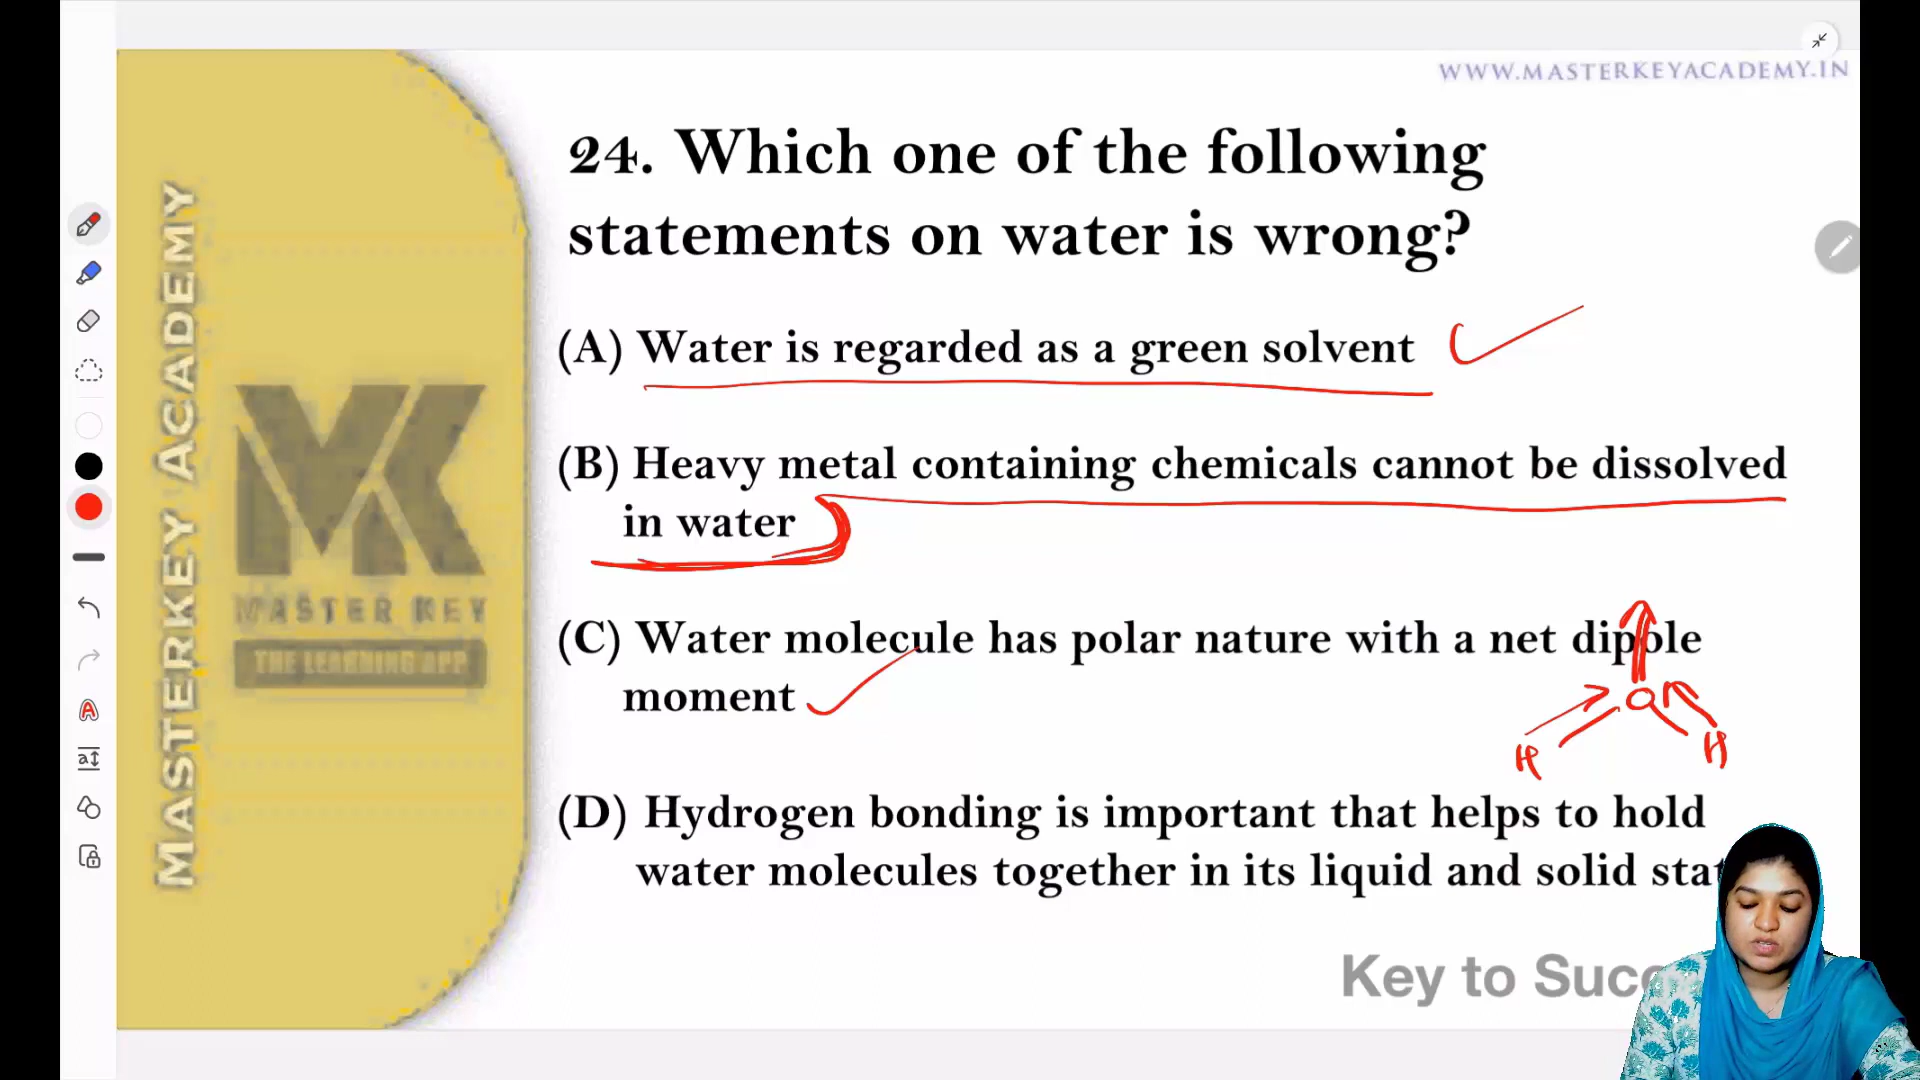 WWW.MASTERKEYACADEMY.IN
MASTERKEY ACADEMY
MK
MASTER KEY
THE LEARNING APP
24. Which one of the following
statements on water is wrong?
(A) Water is regarded as a green solvent
(B) Heavy metal containing chemicals cannot be dissolved
in water
(C) Water molecule has polar nature with a net dipole
moment
O
H H
(D) Hydrogen bonding is important that helps to hold
water molecules together in its liquid and solid
Key to
A
a